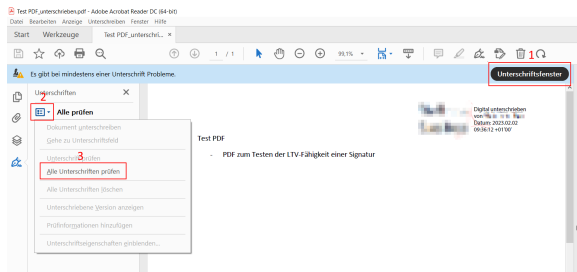 Test PDF_unterschrieben.pdf - Adobe Acrobat Reader DC (64-bit)
Datei Bearbeiten Anzeige Unterschreiben Fenster Hilfe
Start Werkzeuge Test PDF_unterschri... ×
1 / 1 99,1%
1
Es gibt bei mindestens einer Unterschrift Probleme.
Unterschriftsfenster
Unterschriften ×
2
Alle prüfen
Dokument unterschreiben
Gehe zu Unterschriftsfeld
Unterschrift prüfen
3
Alle Unterschriften prüfen
Alle Unterschriften löschen
Unterschriebene Version anzeigen
Prüfinformationen hinzufügen
Unterschriftseigenschaften einblenden...
Digital unterschrieben
von
Datum: 2023.02.02
09:36:12 +01'00'
Test PDF
- PDF zum Testen der LTV-Fähigkeit einer Signatur